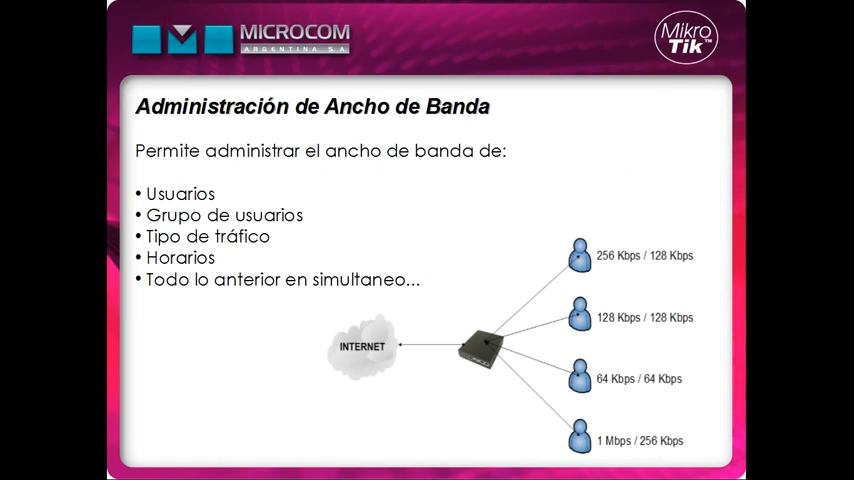 MICROCOM
ARGENTINA S.A
Mikro
Tik™
Administración de Ancho de Banda
Permite administrar el ancho de banda de:
• Usuarios
• Grupo de usuarios
• Tipo de tráfico
• Horarios
• Todo lo anterior en simultaneo...
256 Kbps / 128 Kbps
128 Kbps / 128 Kbps
INTERNET
64 Kbps / 64 Kbps
1 Mbps / 256 Kbps